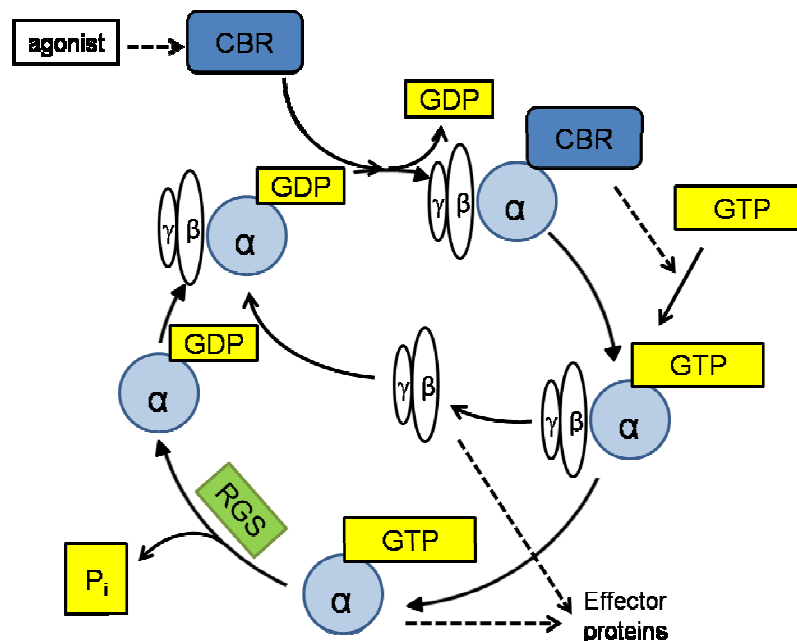 agonist
CBR
GDP
CBR
GDP
γ
β
α
GTP
γ
β
α
GDP
α
γ
β
GTP
γ
β
α
RGS
GTP
α
Pi
Effector
proteins